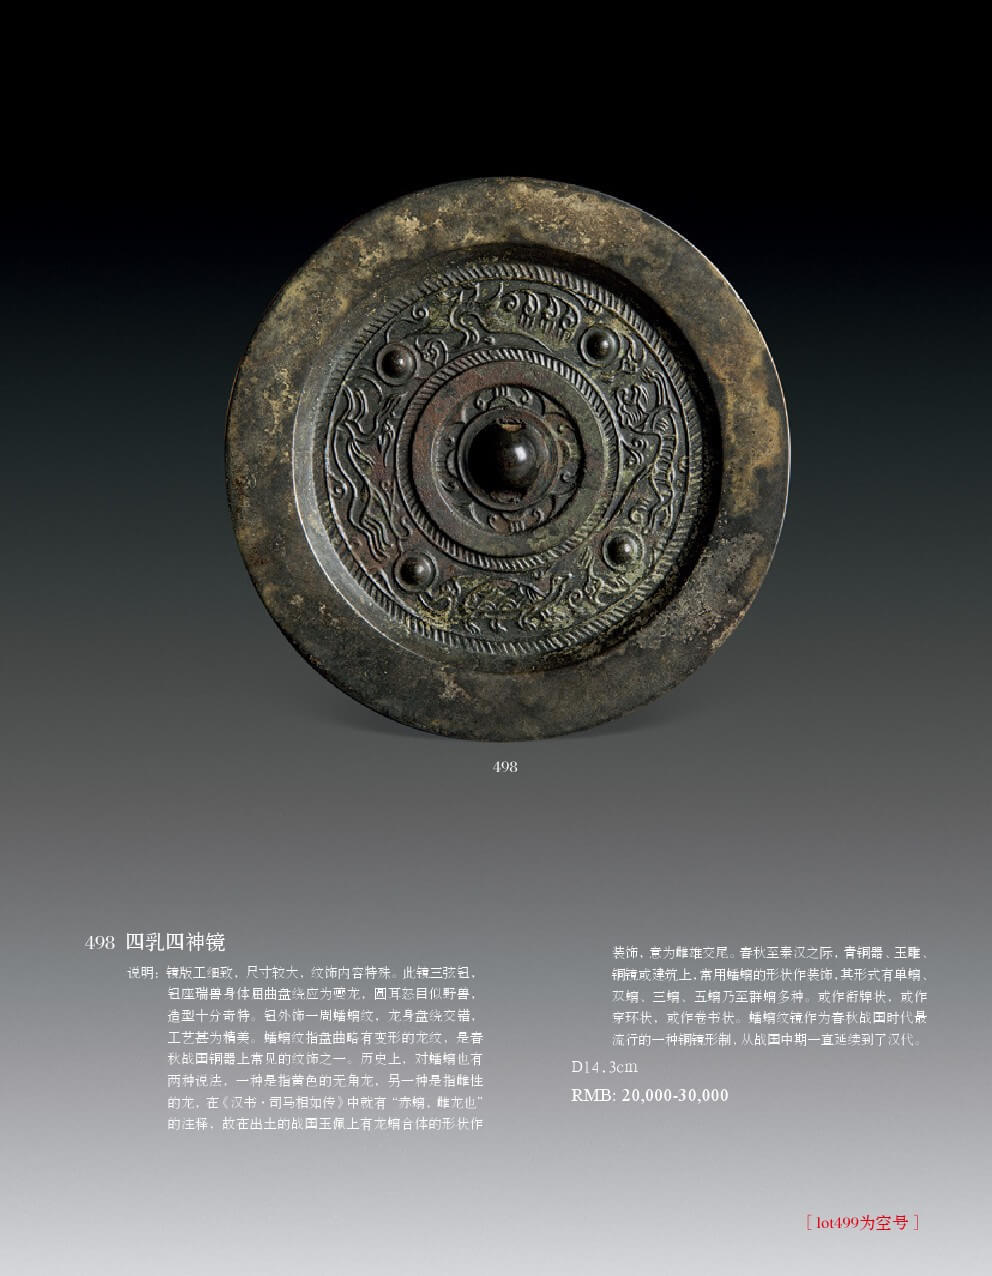 498
498 四乳四神镜
说明：镜版工细致，尺寸较大，纹饰内容特殊。此镜三弦钮，
钮座瑞兽身体屈曲盘绕应为夔龙，圆耳怒目似野兽，
造型十分奇特。钮外饰一周蟠螭纹，龙身盘绕交错，
工艺甚为精美。蟠螭纹指盘曲略有变形的龙纹，是春
秋战国铜器上常见的纹饰之一。历史上，对蟠螭也有
两种说法，一种是指黄色的无角龙，另一种是指雌性
的龙，在《汉书·司马相如传》中就有“赤螭，雌龙也”
的注释，故在出土的战国玉佩上有龙螭合体的形状作
装饰，意为雌雄交尾。春秋至秦汉之际，青铜器、玉雕、
铜镜或建筑上，常用蟠螭的形状作装饰，其形式有单螭、
双螭、三螭、五螭乃至群螭多种。或作衔牌状，或作
穿环状，或作卷书状。蟠螭纹镜作为春秋战国时代最
流行的一种铜镜形制，从战国中期一直延续到了汉代。
D14.3cm
RMB: 20,000-30,000
[ lot499为空号 ]